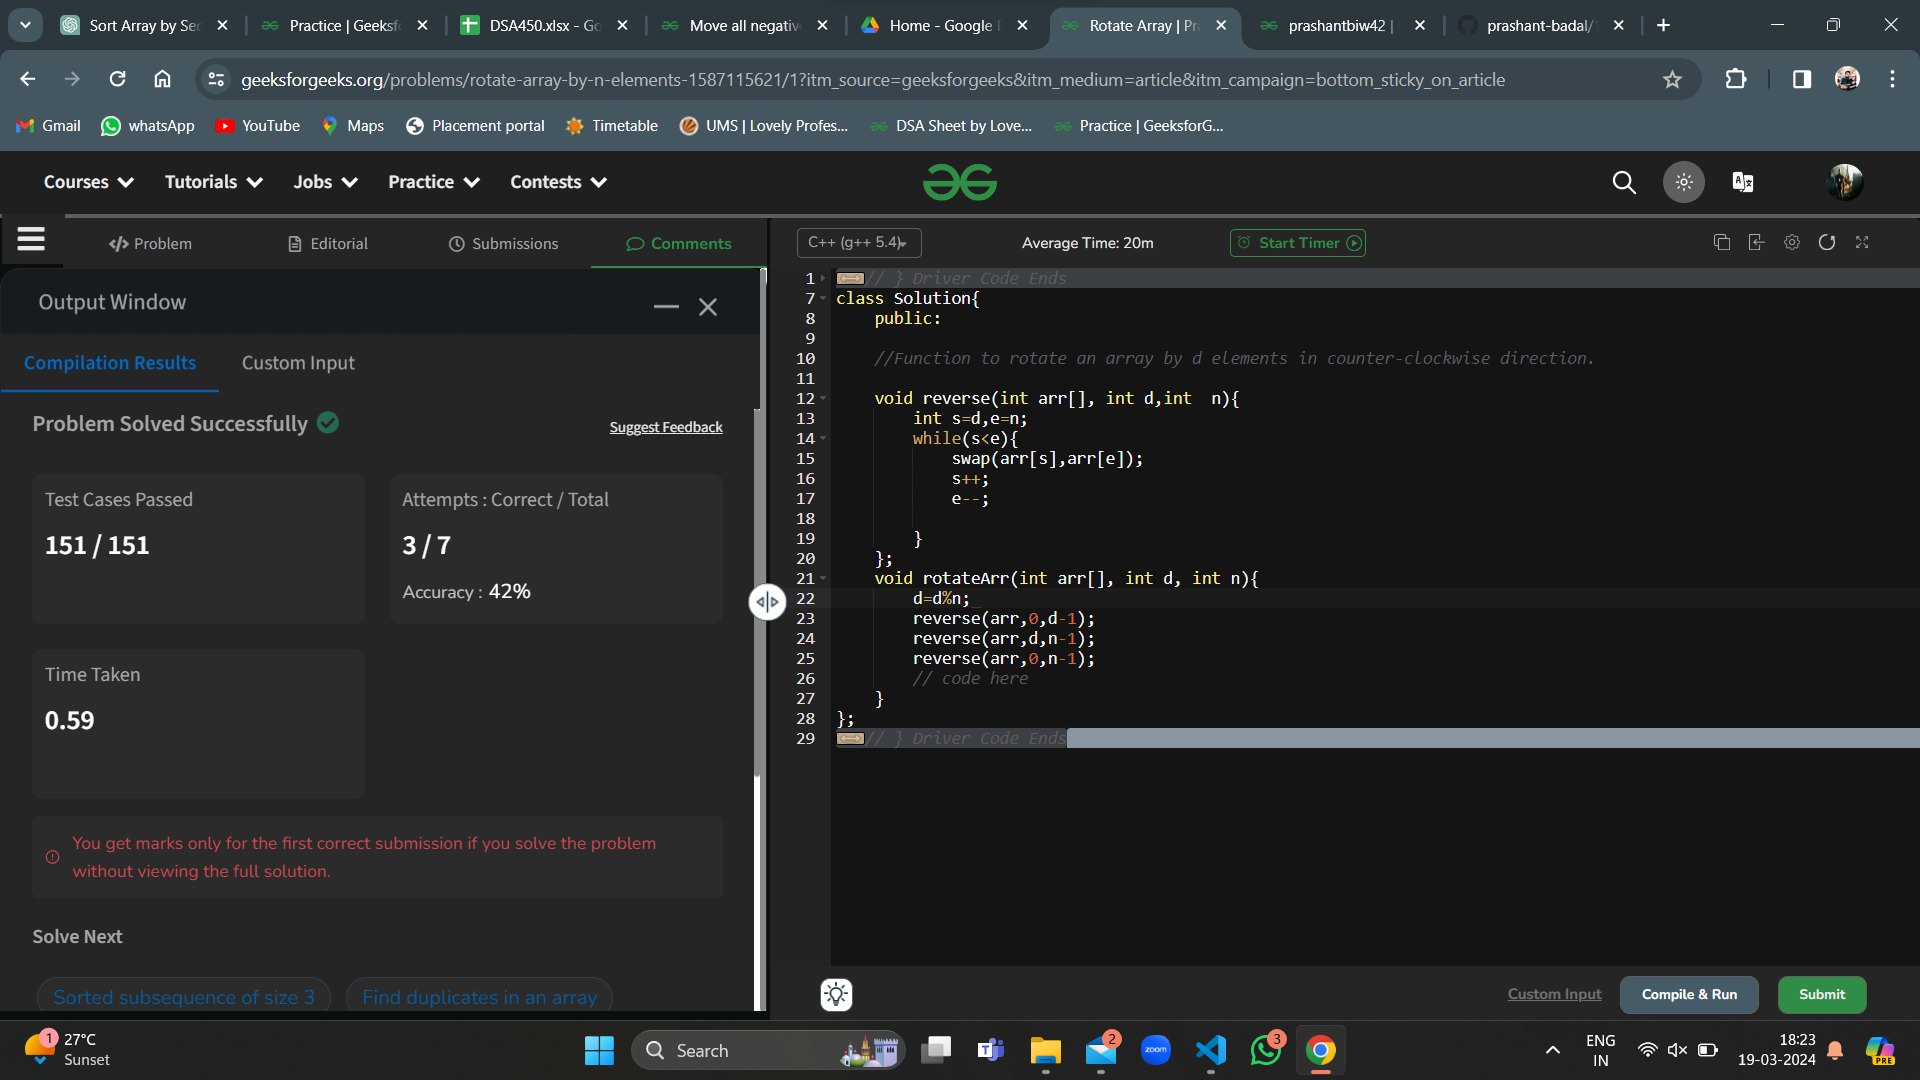 Sort Array by Sec
Practice | Geeksfo
DSA450.xlsx - Go
Move all negativ
Home - Google D
Rotate Array | Pra
prashantbiw42 |
prashant-badal/
geeksforgeeks.org/problems/rotate-array-by-n-elements-1587115621/1?itm_source=geeksforgeeks&itm_medium=article&itm_campaign=bottom_sticky_on_article
Gmail
whatsApp
YouTube
Maps
Placement portal
Timetable
UMS | Lovely Profes...
DSA Sheet by Love...
Practice | GeeksforG...
Courses
Tutorials
Jobs
Practice
Contests
Problem
Editorial
Submissions
Comments
Output Window
Compilation Results
Custom Input
Problem Solved Successfully
Suggest Feedback
Test Cases Passed
151 / 151
Attempts : Correct / Total
3 / 7
Accuracy : 42%
Time Taken
0.59
You get marks only for the first correct submission if you solve the problem
without viewing the full solution.
Solve Next
Sorted subsequence of size 3
Find duplicates in an array
C++ (g++ 5.4)
Average Time: 20m
Start Timer
1 // } Driver Code Ends
7 class Solution{
8 public:
9
10 //Function to rotate an array by d elements in counter-clockwise direction.
11
12 void reverse(int arr[], int d,int  n){
13 int s=d,e=n;
14 while(s<e){
15 swap(arr[s],arr[e]);
16 s++;
17 e--;
18
19 }
20 };
21 void rotateArr(int arr[], int d, int n){
22 d=d%n;
23 reverse(arr,0,d-1);
24 reverse(arr,d,n-1);
25 reverse(arr,0,n-1);
26 // code here
27 }
28 };
29 // } Driver Code Ends
Custom Input
Compile & Run
Submit
1
27°C
Sunset
Search
2
zoom
3
ENG
IN
18:23
19-03-2024
PRE